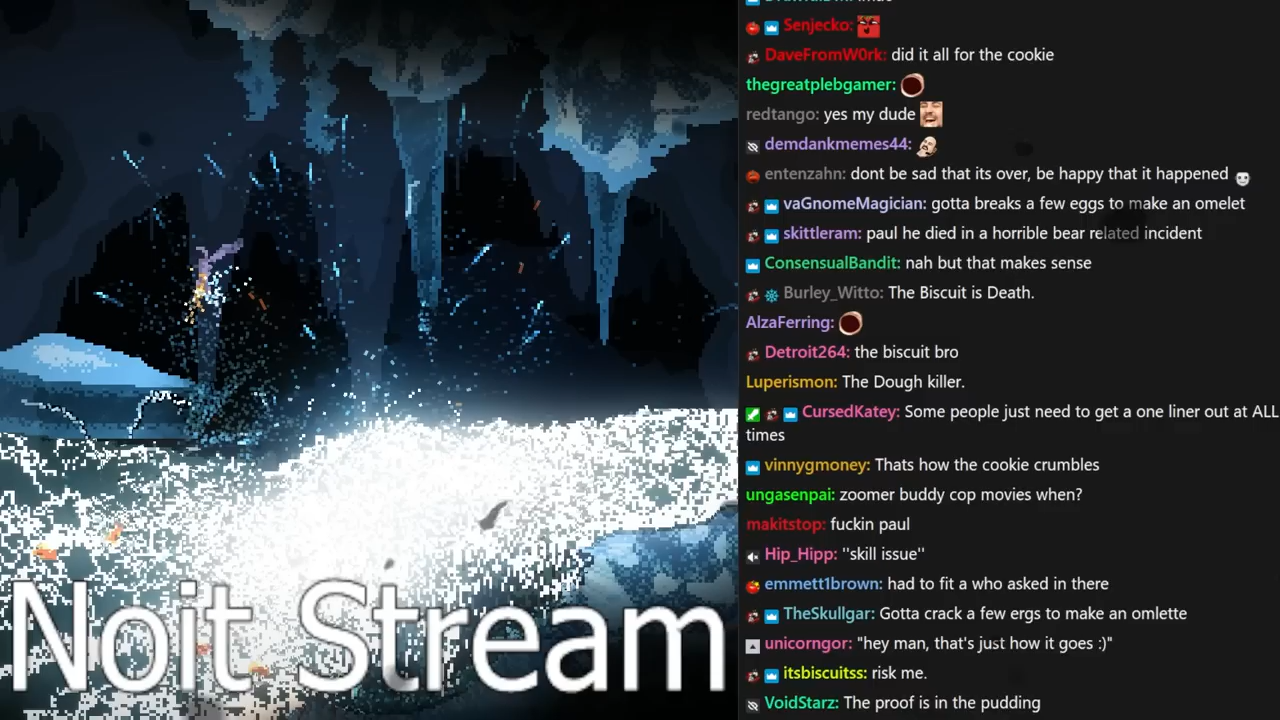 Senjecko:
DaveFromW0rk: did it all for the cookie
thegreatplebgamer:
redtango: yes my dude
demdankmemes44:
entenzahn: dont be sad that its over, be happy that it happened
vaGnomeMagician: gotta breaks a few eggs to make an omelet
skittleram: paul he died in a horrible bear related incident
ConsensualBandit: nah but that makes sense
Burley_Witto: The Biscuit is Death.
AlzaFerring:
Detroit264: the biscuit bro
Luperismon: The Dough killer.
CursedKatey: Some people just need to get a one liner out at ALL
times
vinnygmoney: Thats how the cookie crumbles
ungasenpai: zoomer buddy cop movies when?
makitstop: fuckin paul
Hip_Hipp: "skill issue"
emmett1brown: had to fit a who asked in there
TheSkullgar: Gotta crack a few ergs to make an omlette
unicorngor: "hey man, that's just how it goes :)"
itsbiscuitss: risk me.
VoidStarz: The proof is in the pudding
Noit Stream